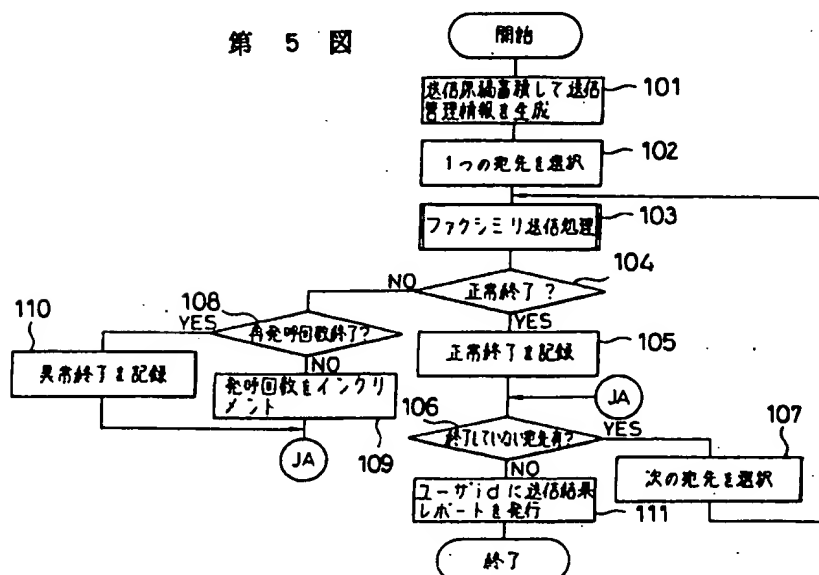 第 5 図
開始
送信原稿蓄積して送信
管理情報を生成
101
1つの宛先を選択
102
ファクシミリ送信処理
103
正常終了?
104
NO
YES
108
再発呼回数終了?
YES
NO
110
異常終了を記録
発呼回数をインクリ
メント
109
JA
正常終了を記録
105
JA
106
終了していない宛先有?
YES
NO
107
次の宛先を選択
ユーザidに送信結果
レポートを発行
111
終了